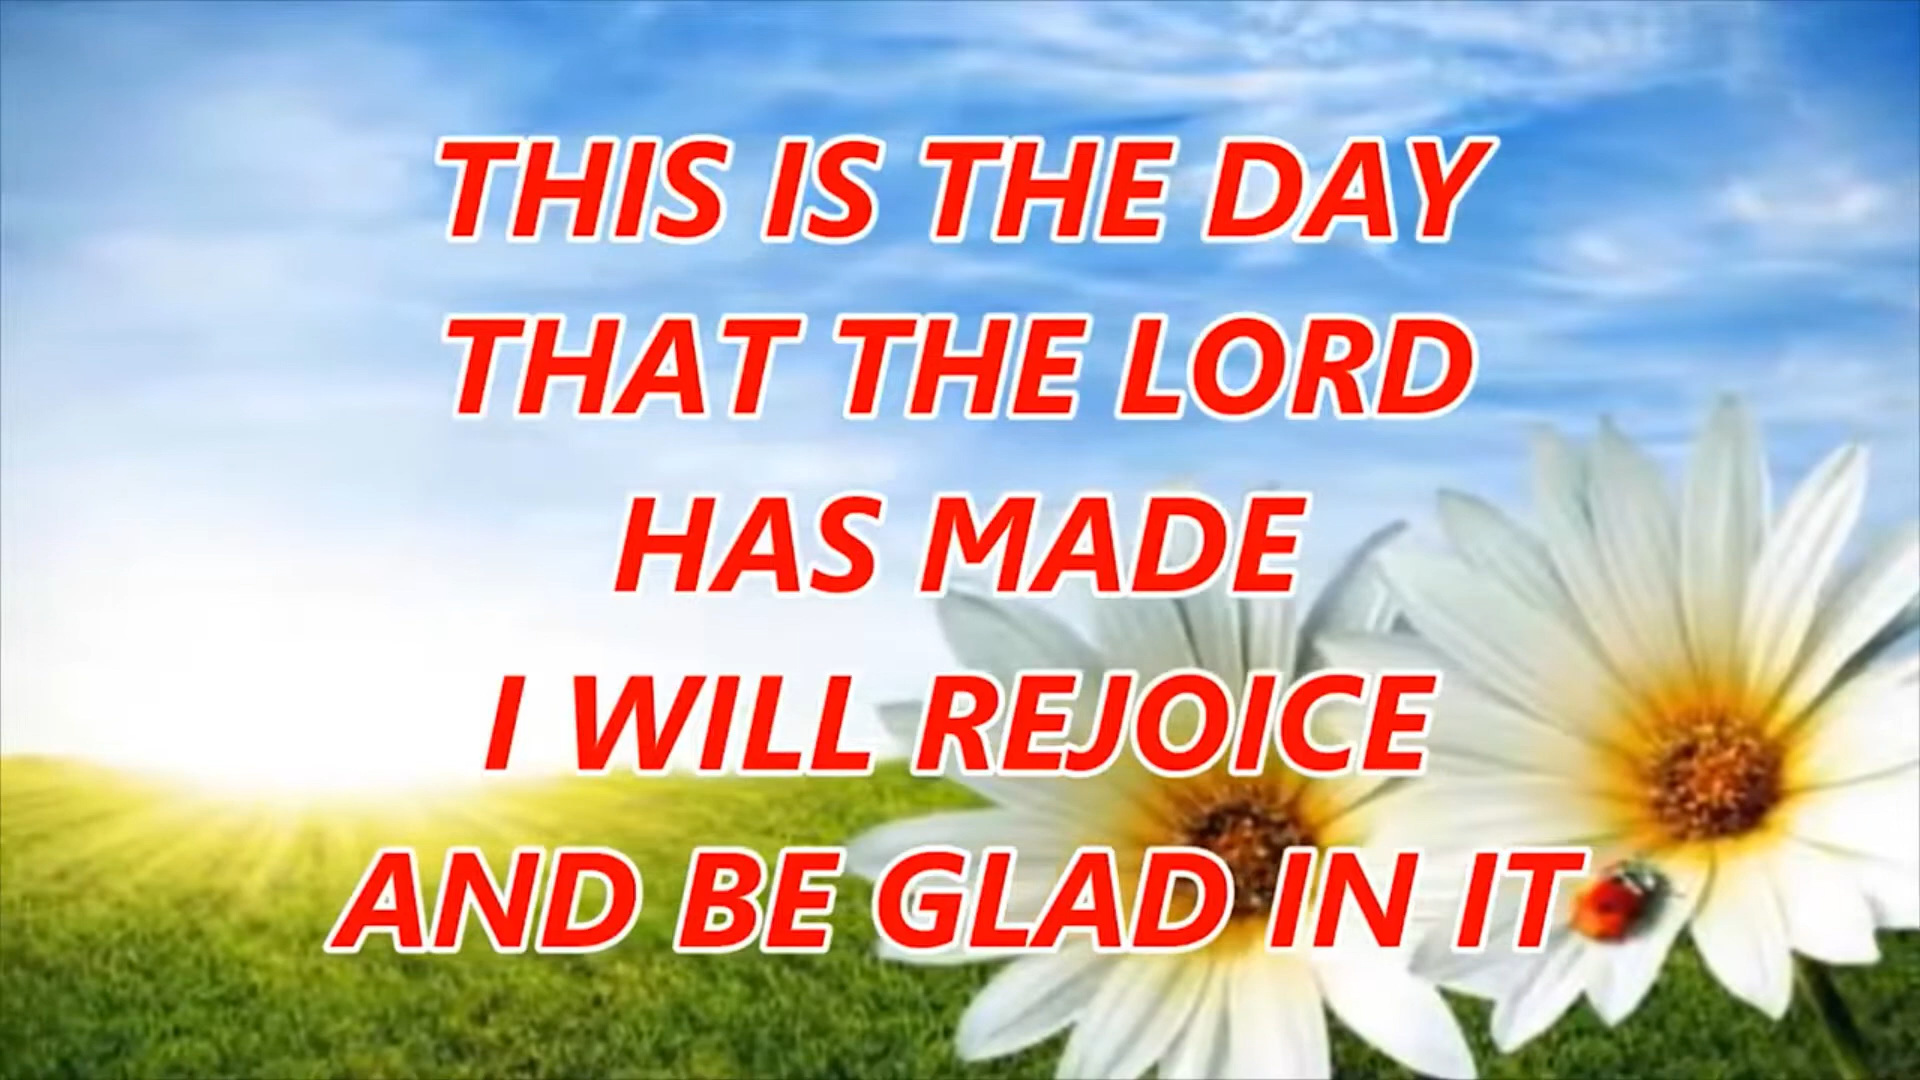 THIS IS THE DAY
THAT THE LORD
HAS MADE
I WILL REJOICE
AND BE GLAD IN IT